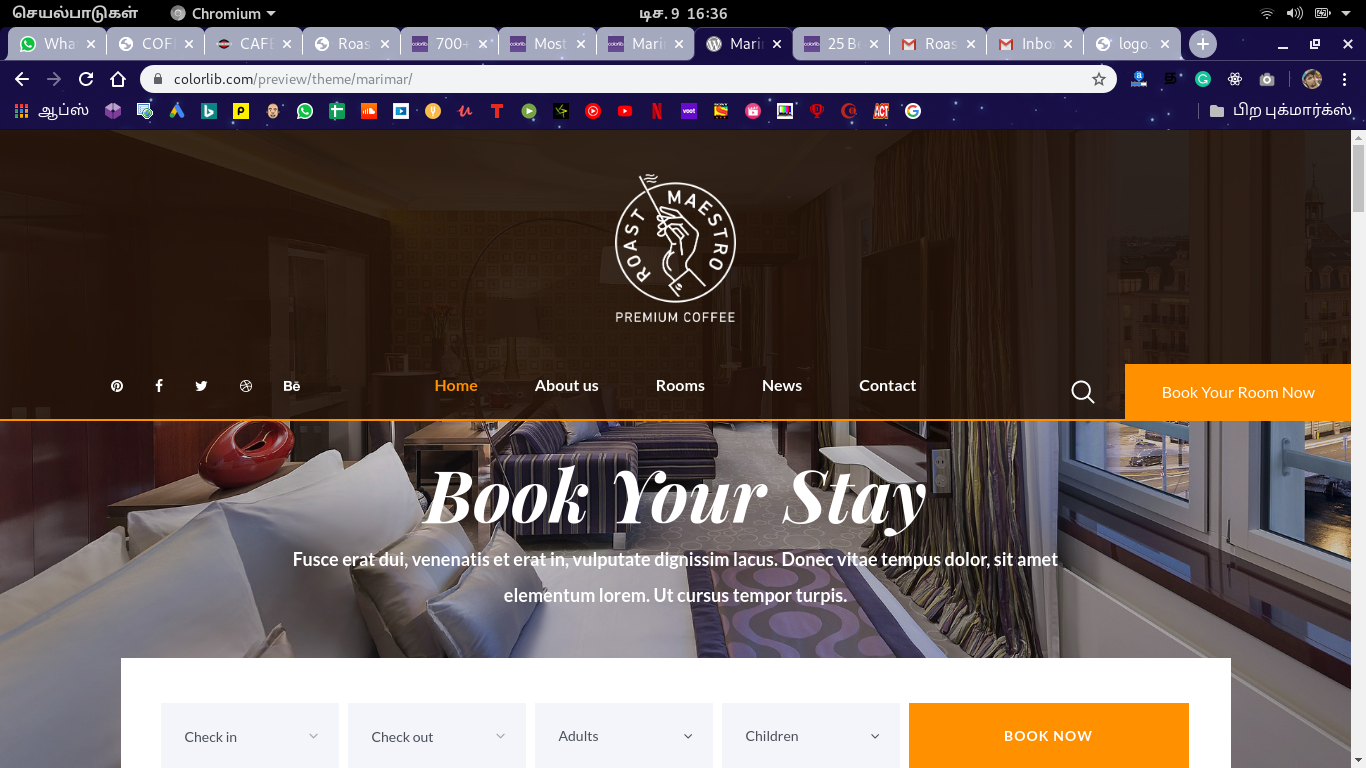 செயல்பாடுகள் Chromium டிச. 9 16:36
Wha COF CAFE Roas 700+ Most Mari Mari 25 Be Roas Inbo logo.
colorlib.com/preview/theme/marimar/
ஆப்ஸ் பிற புக்மார்க்ஸ்
ROAST MAESTRO
PREMIUM COFFEE
Home About us Rooms News Contact Book Your Room Now
Book Your Stay
Fusce erat dui, venenatis et erat in, vulputate dignissim lacus. Donec vitae tempus dolor, sit amet
elementum lorem. Ut cursus tempor turpis.
Check in Check out Adults Children BOOK NOW